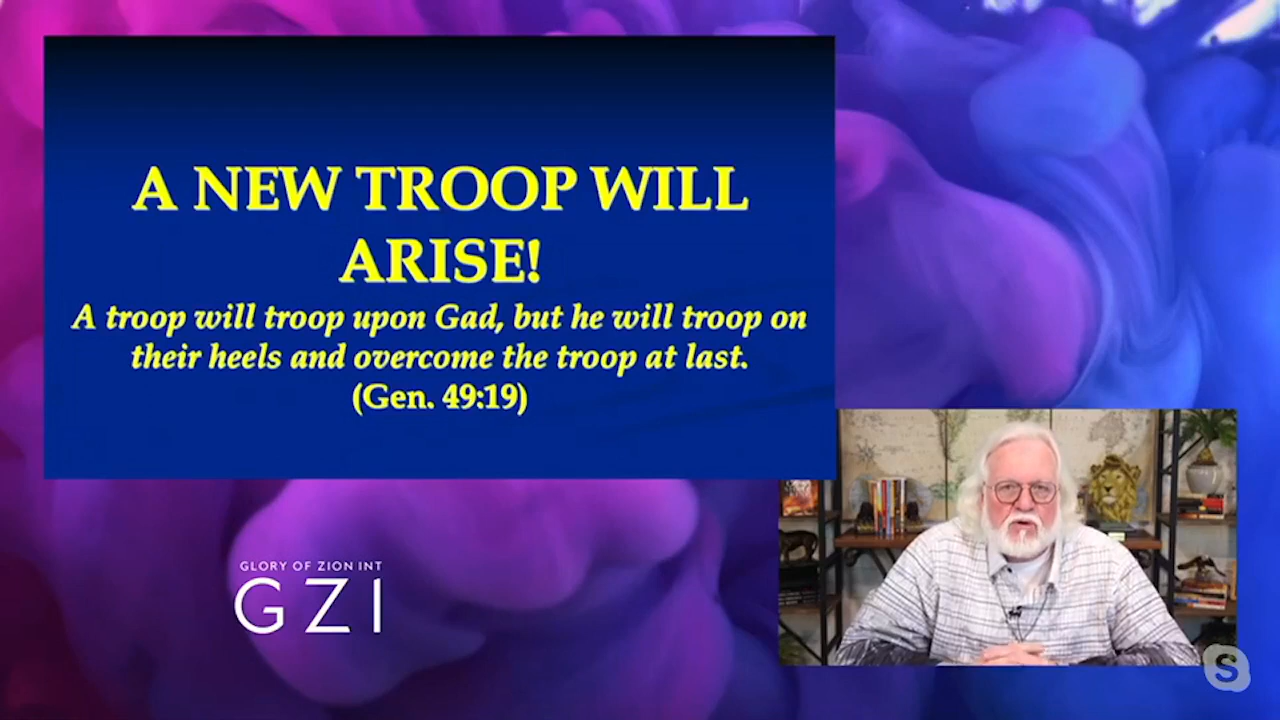 A NEW TROOP WILL
ARISE!
A troop will troop upon Gad, but he will troop on
their heels and overcome the troop at last.
(Gen. 49:19)
GLORY OF ZION INT
GZI
S